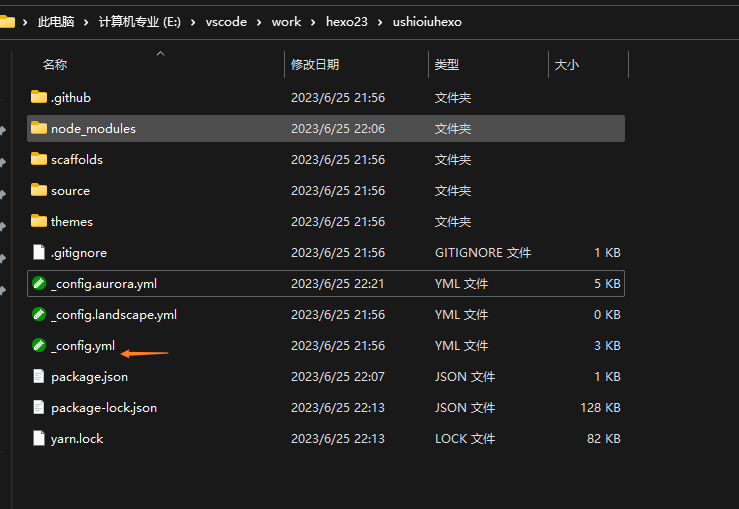 此电脑 > 计算机专业 (E:) > vscode > work > hexo23 > ushioiuhexo >
名称 修改日期 类型 大小
.github 2023/6/25 21:56 文件夹
node_modules 2023/6/25 22:06 文件夹
scaffolds 2023/6/25 21:56 文件夹
source 2023/6/25 21:56 文件夹
themes 2023/6/25 21:56 文件夹
.gitignore 2023/6/25 21:56 GITIGNORE 文件 1 KB
_config.aurora.yml 2023/6/25 22:21 YML 文件 5 KB
_config.landscape.yml 2023/6/25 21:56 YML 文件 0 KB
_config.yml 2023/6/25 21:56 YML 文件 3 KB
package.json 2023/6/25 22:07 JSON 文件 1 KB
package-lock.json 2023/6/25 22:13 JSON 文件 128 KB
yarn.lock 2023/6/25 22:13 LOCK 文件 82 KB